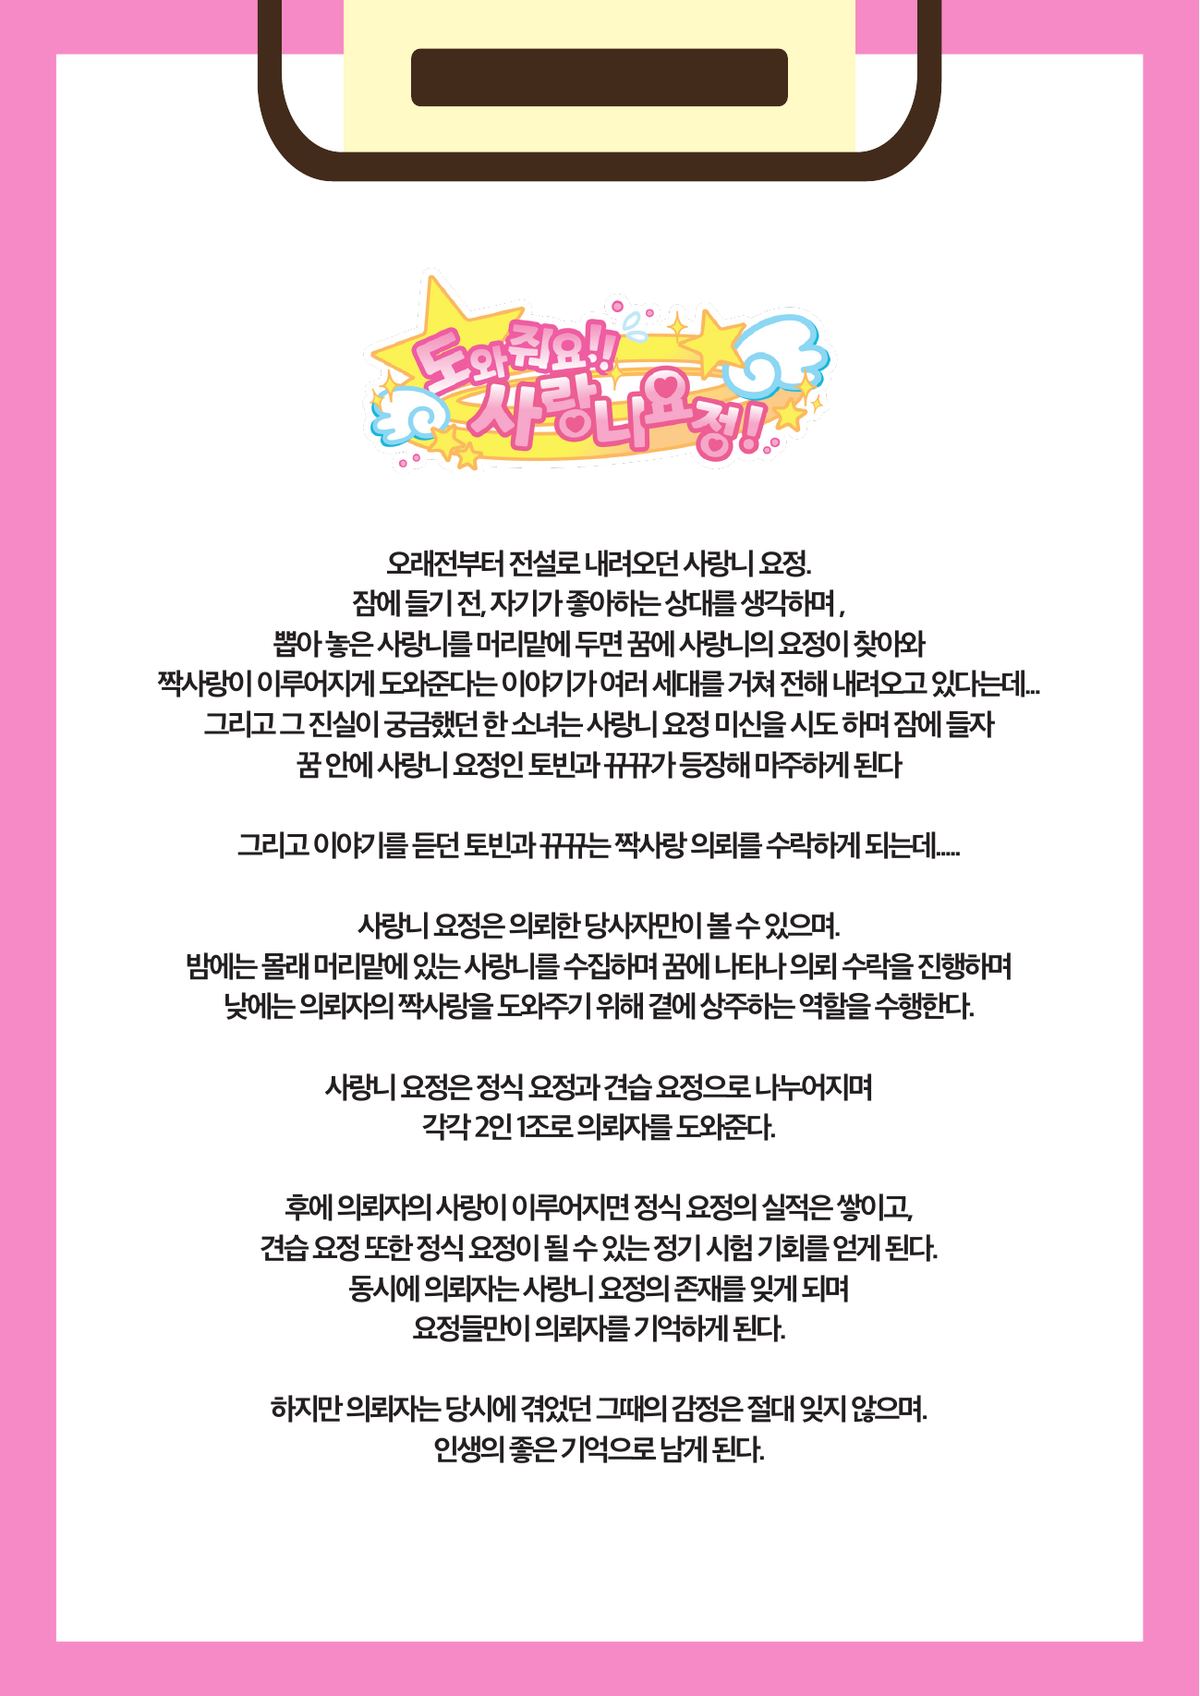 도와줘요!!
사랑니요정!
오래전부터 전설로 내려오던 사랑니 요정.
잠에 들기 전, 자기가 좋아하는 상대를 생각하며 ,
뽑아 놓은 사랑니를 머리맡에 두면 꿈에 사랑니의 요정이 찾아와
짝사랑이 이루어지게 도와준다는 이야기가 여러 세대를 거쳐 전해 내려오고 있다는데...
그리고 그 진실이 궁금했던 한 소녀는 사랑니 요정 미신을 시도 하며 잠에 들자
꿈 안에 사랑니 요정인 토빈과 뀨뀨가 등장해 마주하게 된다
그리고 이야기를 듣던 토빈과 뀨뀨는 짝사랑 의뢰를 수락하게 되는데.....
사랑니 요정은 의뢰한 당사자만이 볼 수 있으며.
밤에는 몰래 머리맡에 있는 사랑니를 수집하며 꿈에 나타나 의뢰 수락을 진행하며
낮에는 의뢰자의 짝사랑을 도와주기 위해 곁에 상주하는 역할을 수행한다.
사랑니 요정은 정식 요정과 견습 요정으로 나누어지며
각각 2인 1조로 의뢰자를 도와준다.
후에 의뢰자의 사랑이 이루어지면 정식 요정의 실적은 쌓이고,
견습 요정 또한 정식 요정이 될 수 있는 정기 시험 기회를 얻게 된다.
동시에 의뢰자는 사랑니 요정의 존재를 잊게 되며
요정들만이 의뢰자를 기억하게 된다.
하지만 의뢰자는 당시에 겪었던 그때의 감정은 절대 잊지 않으며.
인생의 좋은 기억으로 남게 된다.